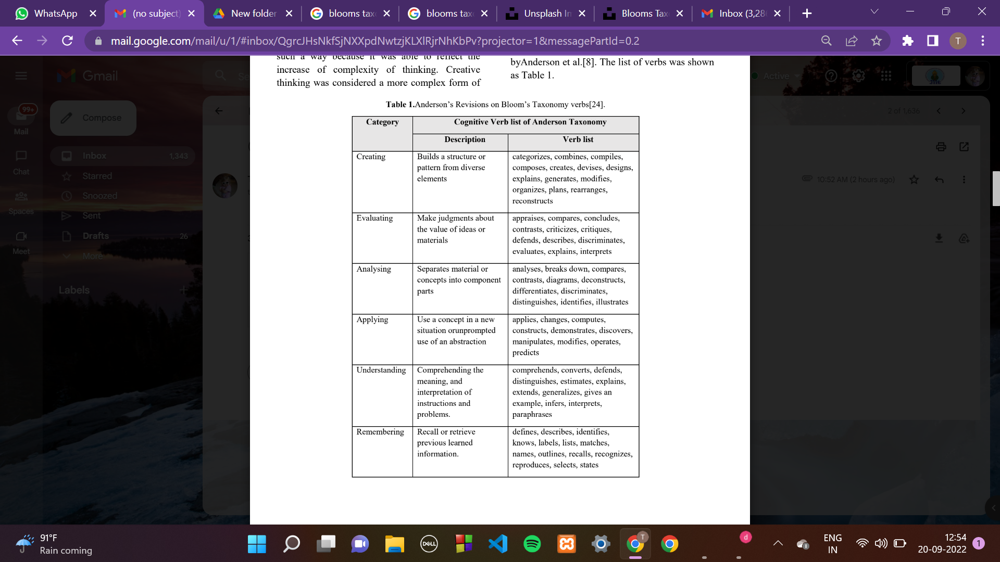 WhatsApp
(no subject)
New folder
blooms tax
blooms tax
Unsplash In
Blooms Tax
Inbox (3,28
mail.google.com/mail/u/1/#inbox/QgrcJHsNkfSjNXXpdNwtzjKLXlRjrNhKbPv?projector=1&messagePartId=0.2
T
such a way because it was able to reflect the
increase of complexity of thinking. Creative
thinking was considered a more complex form of
byAnderson et al.[8]. The list of verbs was shown
as Table 1.
Gmail
Se
Active
99+
Mail
Chat
Spaces
Meet
Compose
Inbox 1,343
Starred
Snoozed
Sent
Drafts 26
More
Labels
2 of 1,636
10:52 AM (2 hours ago)
Table 1.Anderson's Revisions on Bloom's Taxonomy verbs[24].
Category
Cognitive Verb list of Anderson Taxonomy
Description
Verb list
Creating
Builds a structure or
pattern from diverse
elements
categorizes, combines, compiles,
composes, creates, devises, designs,
explains, generates, modifies,
organizes, plans, rearranges,
reconstructs
Evaluating
Make judgments about
the value of ideas or
materials
appraises, compares, concludes,
contrasts, criticizes, critiques,
defends, describes, discriminates,
evaluates, explains, interprets
Analysing
Separates material or
concepts into component
parts
analyses, breaks down, compares,
contrasts, diagrams, deconstructs,
differentiates, discriminates,
distinguishes, identifies, illustrates
Applying
Use a concept in a new
situation orunprompted
use of an abstraction
applies, changes, computes,
constructs, demonstrates, discovers,
manipulates, modifies, operates,
predicts
Understanding
Comprehending the
meaning, and
interpretation of
instructions and
problems.
comprehends, converts, defends,
distinguishes, estimates, explains,
extends, generalizes, gives an
example, infers, interprets,
paraphrases
Remembering
Recall or retrieve
previous learned
information.
defines, describes, identifies,
knows, labels, lists, matches,
names, outlines, recalls, recognizes,
reproduces, selects, states
91°F
Rain coming
DELL
T
d
ENG
IN
12:54
20-09-2022
1